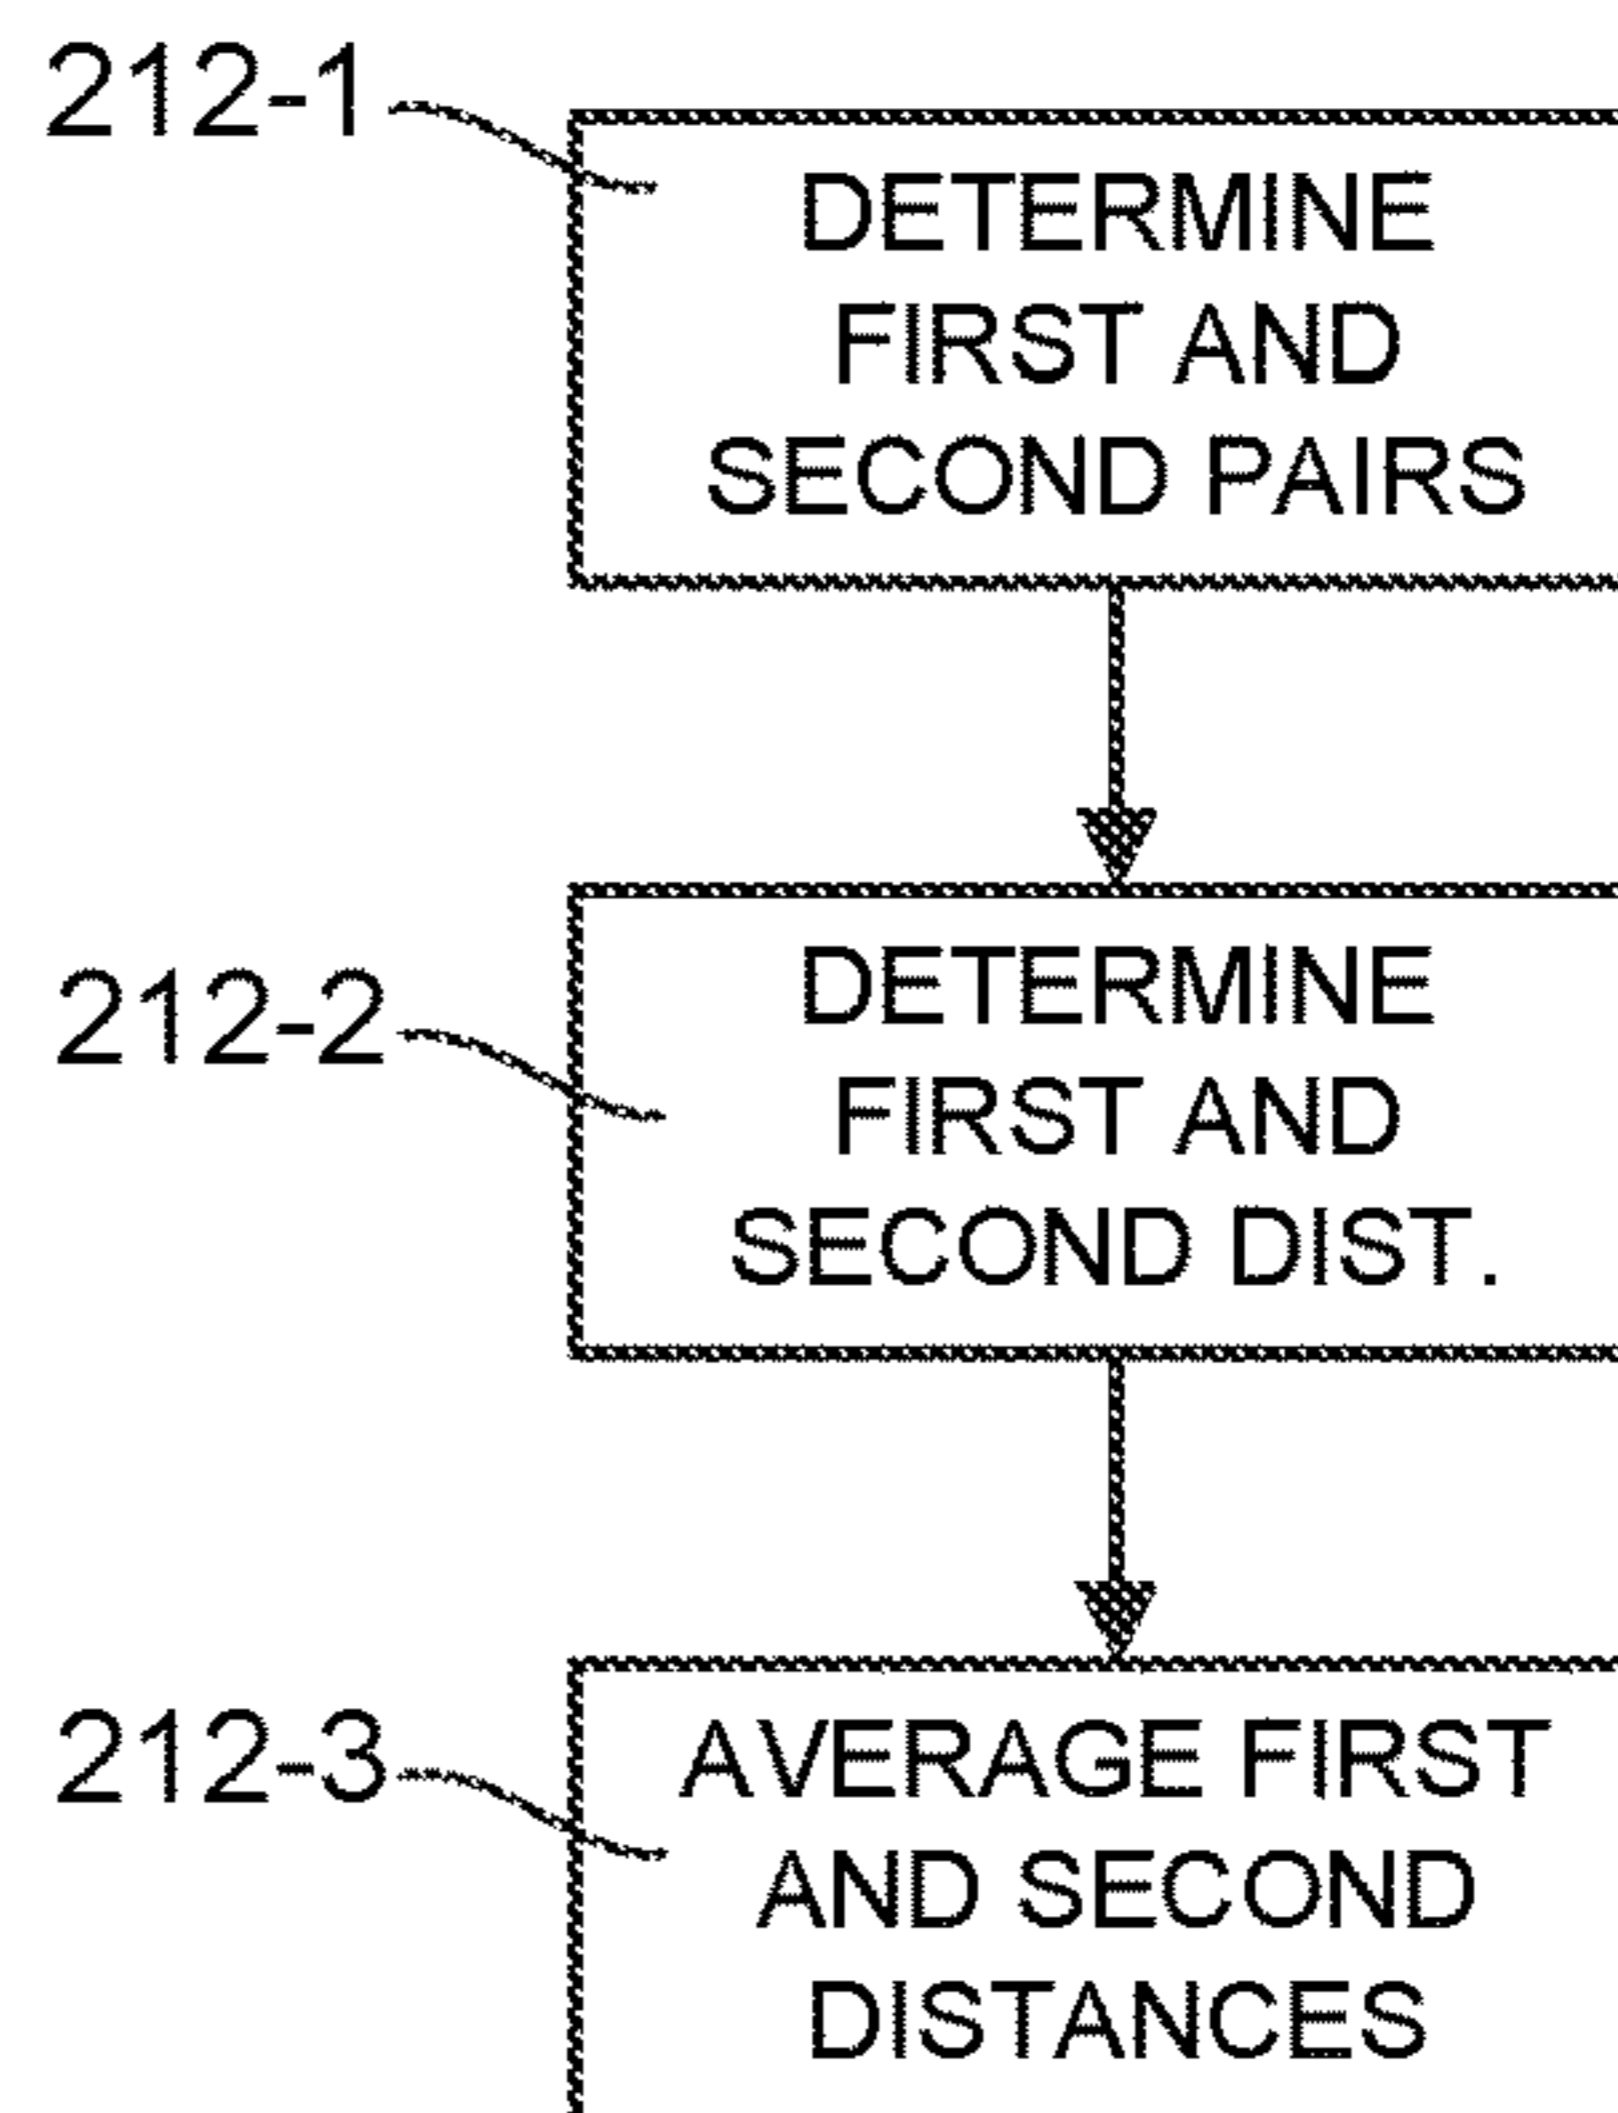 212-1
DETERMINE
FIRST AND
SECOND PAIRS
212-2
DETERMINE
FIRST AND
SECOND DIST.
212-3
AVERAGE FIRST
AND SECOND
DISTANCES